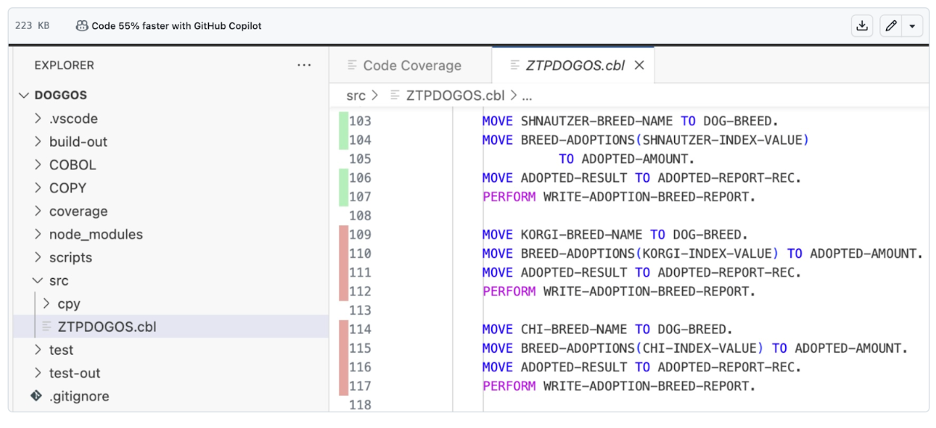 223 KB Code 55% faster with GitHub Copilot
EXPLORER ...
DOGGOS
.vscode
build-out
COBOL
COPY
coverage
node_modules
scripts
src
cpy
ZTPDOGOS.cbl
test
test-out
.gitignore
Code Coverage ZTPDOGOS.cbl
src > ZTPDOGOS.cbl > ...
103 MOVE SHNAUTZER-BREED-NAME TO DOG-BREED.
104 MOVE BREED-ADOPTIONS(SHNAUTZER-INDEX-VALUE)
105 TO ADOPTED-AMOUNT.
106 MOVE ADOPTED-RESULT TO ADOPTED-REPORT-REC.
107 PERFORM WRITE-ADOPTION-BREED-REPORT.
108
109 MOVE KORGI-BREED-NAME TO DOG-BREED.
110 MOVE BREED-ADOPTIONS(KORGI-INDEX-VALUE) TO ADOPTED-AMOUNT.
111 MOVE ADOPTED-RESULT TO ADOPTED-REPORT-REC.
112 PERFORM WRITE-ADOPTION-BREED-REPORT.
113
114 MOVE CHI-BREED-NAME TO DOG-BREED.
115 MOVE BREED-ADOPTIONS(CHI-INDEX-VALUE) TO ADOPTED-AMOUNT.
116 MOVE ADOPTED-RESULT TO ADOPTED-REPORT-REC.
117 PERFORM WRITE-ADOPTION-BREED-REPORT.
118